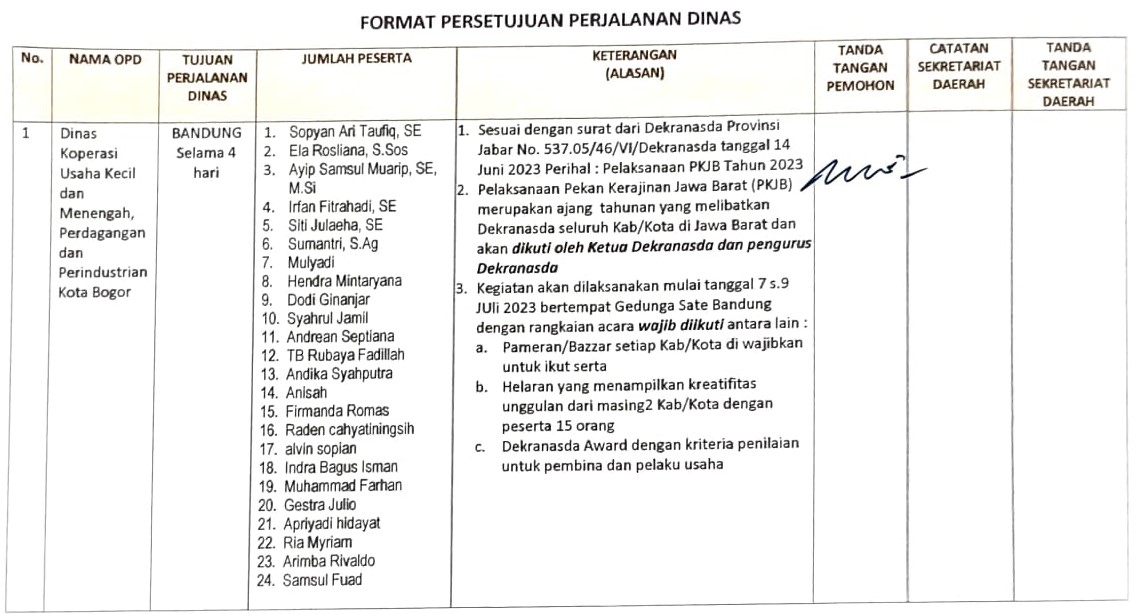 FORMAT PERSETUJUAN PERJALANAN DINAS
No.
NAMA OPD
TUJUAN
PERJALANAN
DINAS
JUMLAH PESERTA
KETERANGAN
(ALASAN)
TANDA
TANGAN
PEMOHON
CATATAN
SEKRETARIAT
DAERAH
TANDA
TANGAN
SEKRETARIAT
DAERAH
1
Dinas
Koperasi
Usaha Kecil
dan
Menengah,
Perdagangan
dan
Perindustrian
Kota Bogor
BANDUNG
Selama 4
hari
1. Sopyan Ari Taufiq, SE
2. Ela Rosliana, S.Sos
3. Ayip Samsul Muarip, SE,
M.Si
4. Irfan Fitrahadi, SE
5. Siti Julaeha, SE
6. Sumantri, S.Ag
7. Mulyadi
8. Hendra Mintaryana
9. Dodi Ginanjar
10. Syahrul Jamil
11. Andrean Septiana
12. TB Rubaya Fadillah
13. Andika Syahputra
14. Anisah
15. Firmanda Romas
16. Raden cahyatiningsih
17. alvin sopian
18. Indra Bagus Isman
19. Muhammad Farhan
20. Gestra Julio
21. Apriyadi hidayat
22. Ria Myriam
23. Arimba Rivaldo
24. Samsul Fuad
1. Sesuai dengan surat dari Dekranasda Provinsi
Jabar No. 537.05/46/VI/Dekranasda tanggal 14
Juni 2023 Perihal : Pelaksanaan PKJB Tahun 2023
2. Pelaksanaan Pekan Kerajinan Jawa Barat (PKJB)
merupakan ajang tahunan yang melibatkan
Dekranasda seluruh Kab/Kota di Jawa Barat dan
akan dikuti oleh Ketua Dekranasda dan pengurus
Dekranasda
3. Kegiatan akan dilaksanakan mulai tanggal 7 s.9
JUli 2023 bertempat Gedunga Sate Bandung
dengan rangkaian acara wajib diikuti antara lain :
a. Pameran/Bazzar setiap Kab/Kota di wajibkan
untuk ikut serta
b. Helaran yang menampilkan kreatifitas
unggulan dari masing2 Kab/Kota dengan
peserta 15 orang
c. Dekranasda Award dengan kriteria penilaian
untuk pembina dan pelaku usaha